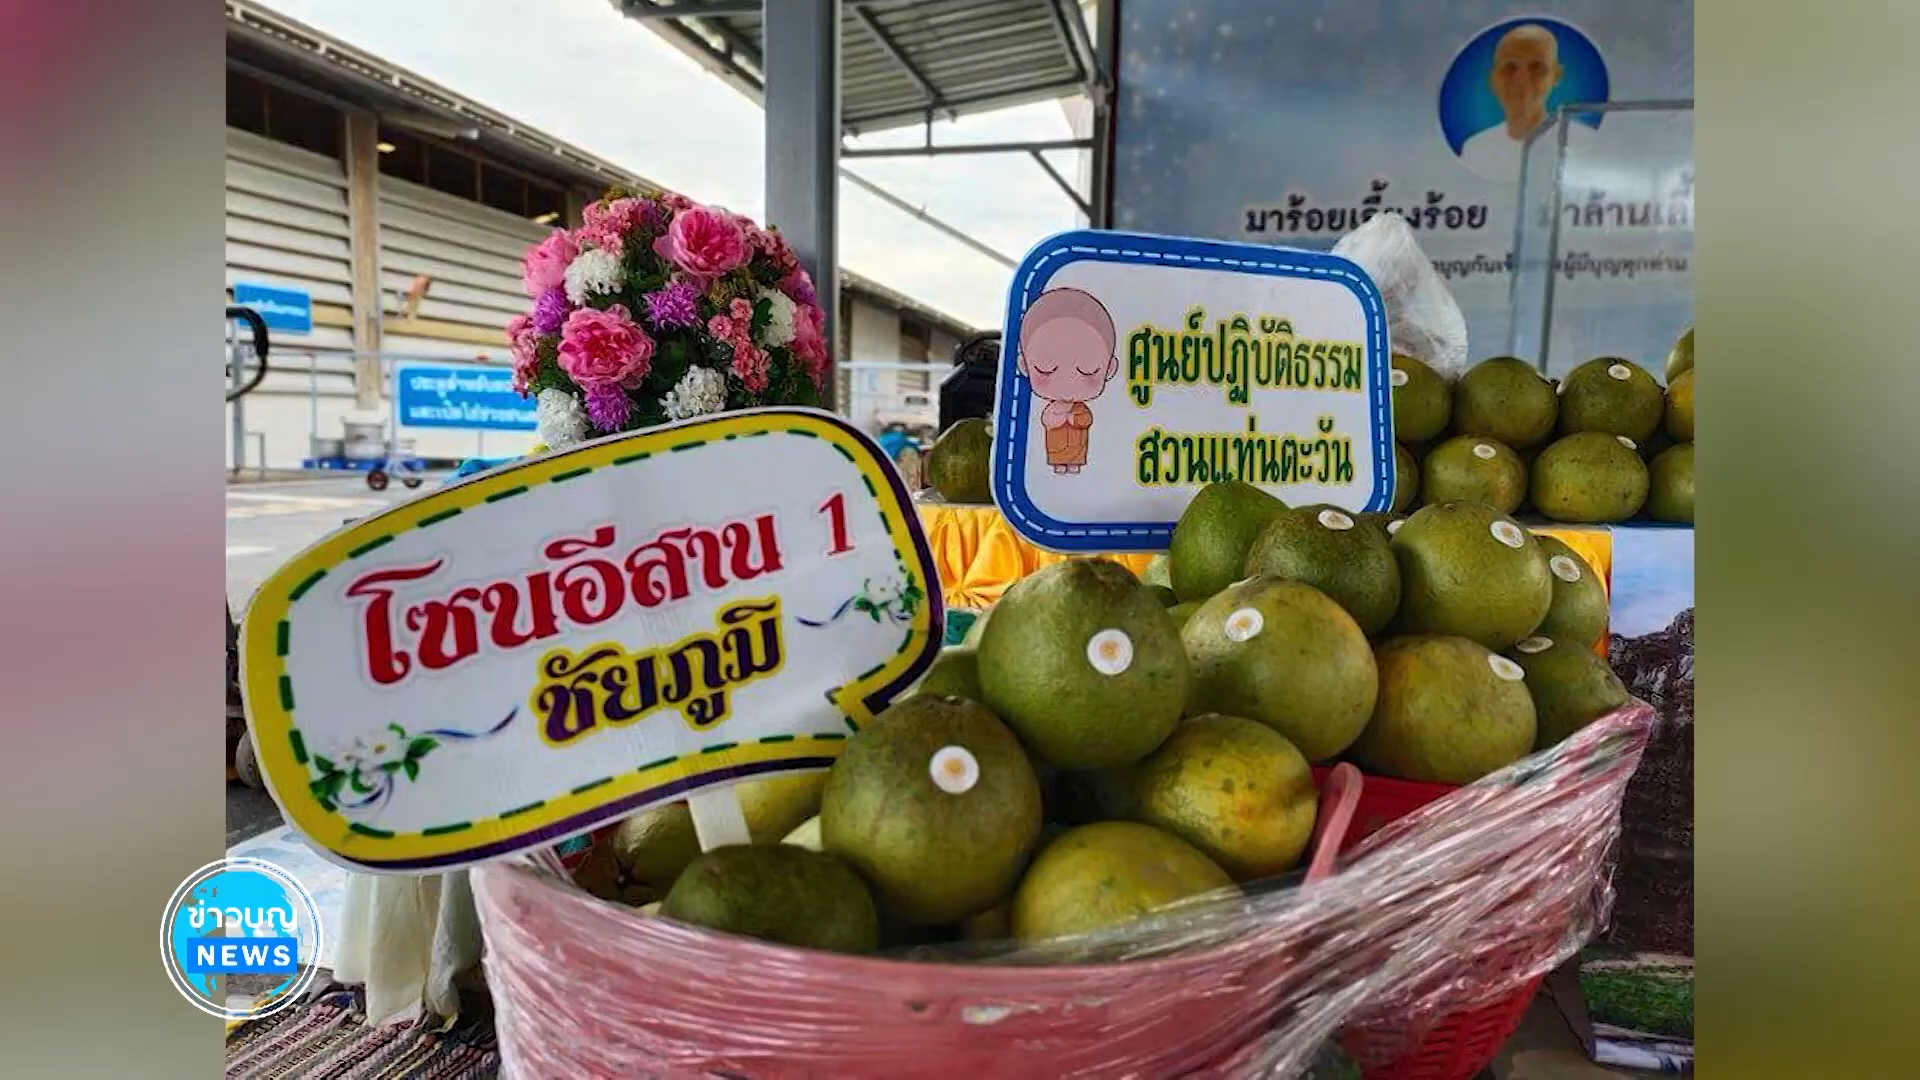 มาร้อยเลี้ยงร้อย
ศูนย์ปฏิบัติธรรม
สวนแท่นตะวัน
โซนอีสาน 1
ชัยภูมิ
ข่าวบุญ
NEWS